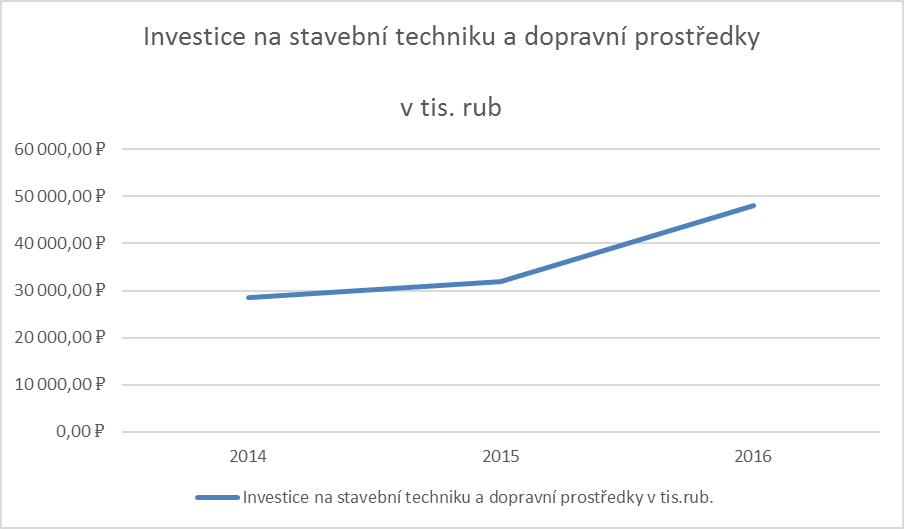 Investice na stavební techniku a dopravní prostředky
v tis. rub
60 000,00 ₽
50 000,00 ₽
40 000,00 ₽
30 000,00 ₽
20 000,00 ₽
10 000,00 ₽
0,00 ₽
2014 2015 2016
Investice na stavební techniku a dopravní prostředky v tis.rub.